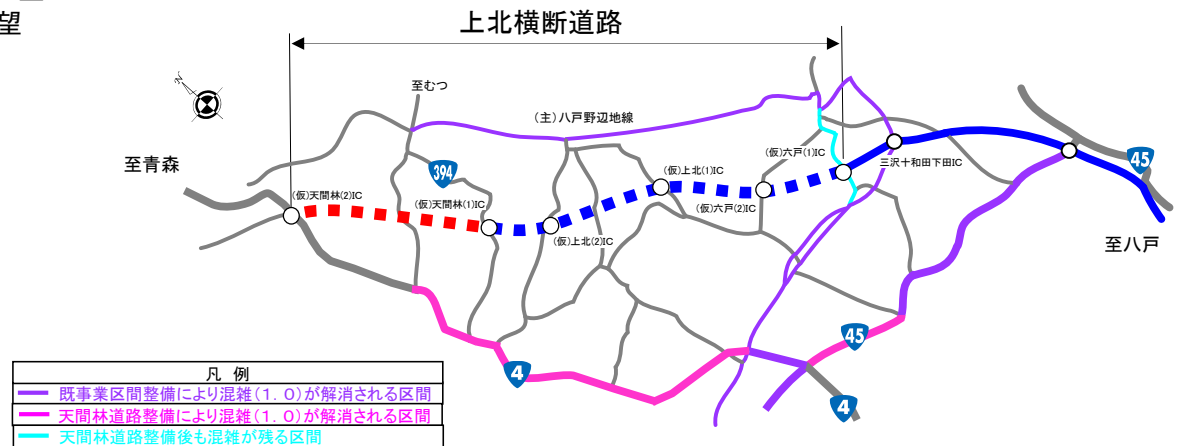 望
上北横断道路
N
至むつ
(主)八戸野辺地線
至青森
394
(仮)六戸(1)IC
三沢十和田下田IC
45
(仮)上北(1)IC
(仮)天間林(2)IC
(仮)天間林(1)IC
(仮)六戸(2)IC
(仮)上北(2)IC
至八戸
45
4
4
凡 例
既事業区間整備により混雑(1.0)が解消される区間
天間林道路整備により混雑(1.0)が解消される区間
天間林道路整備後も混雑が残る区間